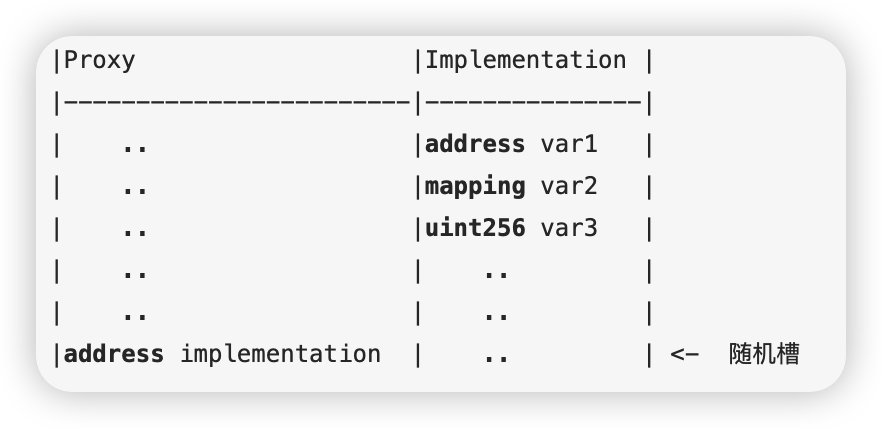 |Proxy                   |Implementation |
|------------------------|---------------|
|    ..                  |address var1   |
|    ..                  |mapping var2   |
|    ..                  |uint256 var3   |
|    ..                  |    ..         |
|    ..                  |    ..         |
|address implementation  |    ..         | <-  随机槽